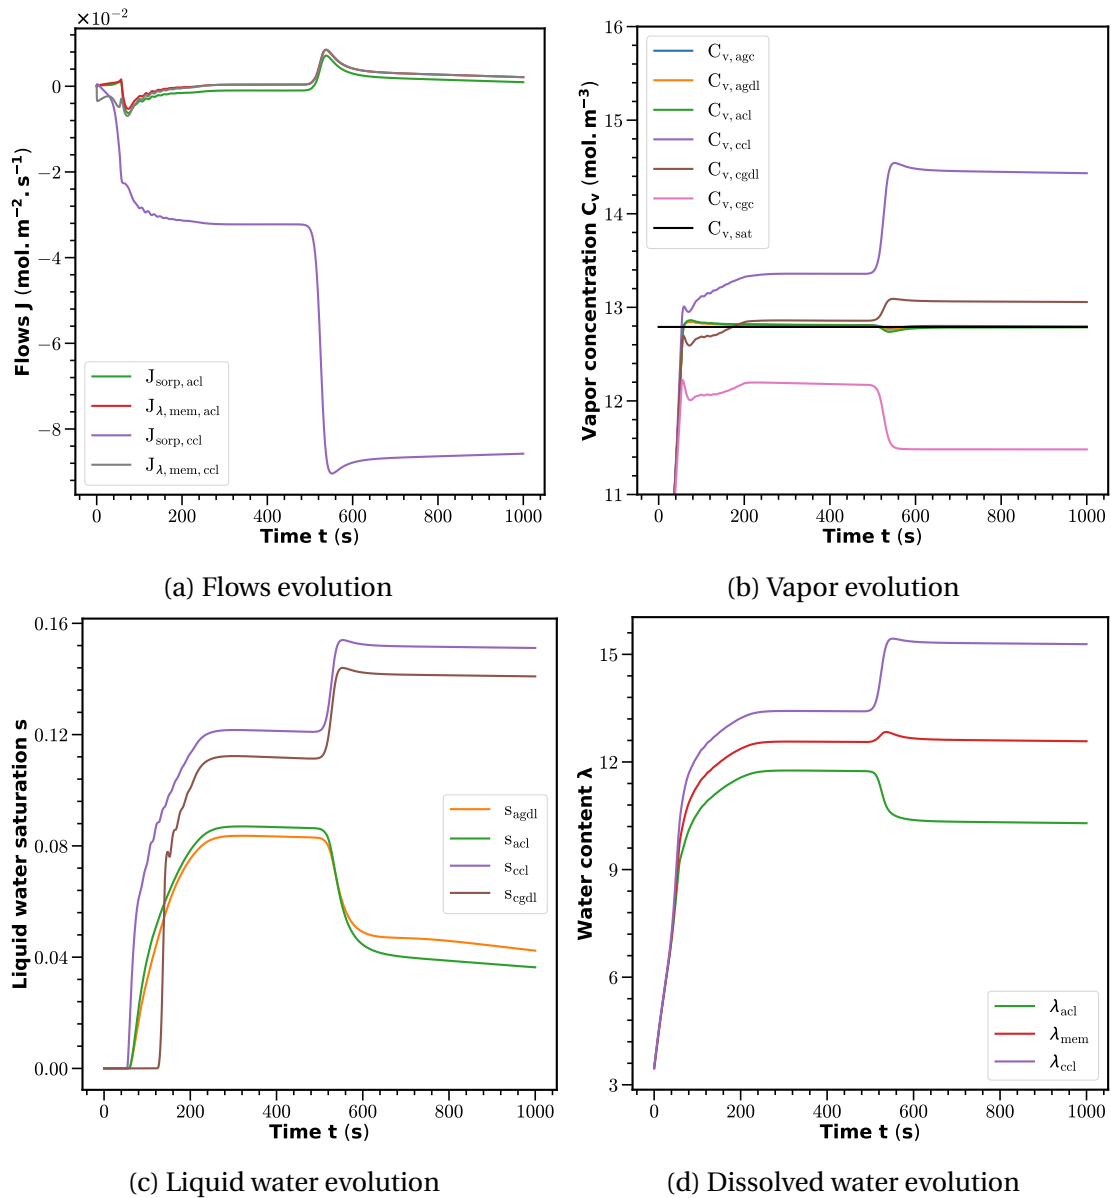 ×10⁻²
0
−2
−4
−6
−8
Flows J (mol. m⁻². s⁻¹)
J_sorp, acl
J_λ, mem, acl
J_sorp, ccl
J_λ, mem, ccl
0 200 400 600 800 1000
Time t (s)
(a) Flows evolution
16
15
14
13
12
11
Vapor concentration C_v (mol. m⁻³)
C_v, agc
C_v, agdl
C_v, acl
C_v, ccl
C_v, cgdl
C_v, cgc
C_v, sat
0 200 400 600 800 1000
Time t (s)
(b) Vapor evolution
0.16
0.12
0.08
0.04
0.00
Liquid water saturation s
s_agdl
s_acl
s_ccl
s_cgdl
0 200 400 600 800 1000
Time t (s)
(c) Liquid water evolution
15
12
9
6
3
Water content λ
λ_acl
λ_mem
λ_ccl
0 200 400 600 800 1000
Time t (s)
(d) Dissolved water evolution